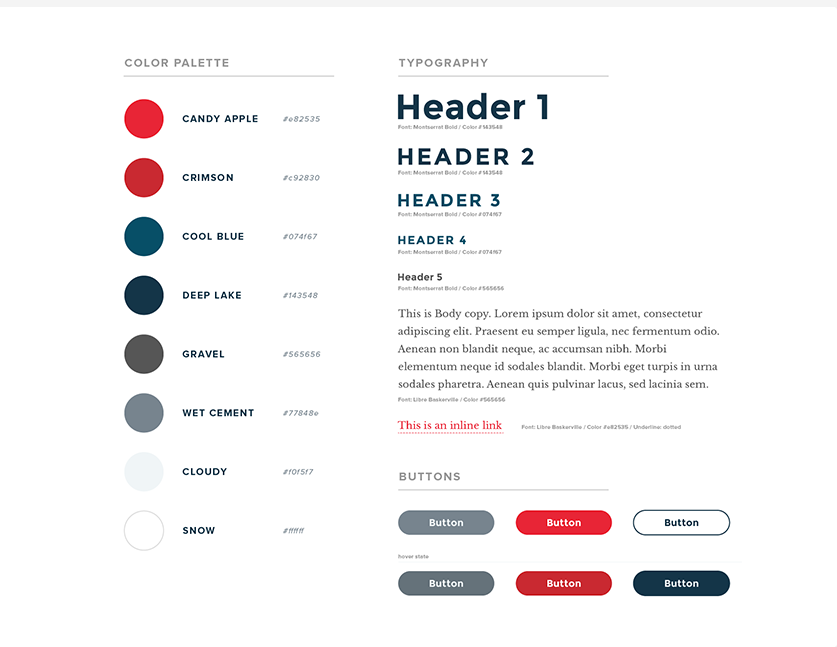 COLOR PALETTE
CANDY APPLE #e82535
CRIMSON #c92830
COOL BLUE #074f67
DEEP LAKE #143548
GRAVEL #565656
WET CEMENT #77848e
CLOUDY #f0f5f7
SNOW #ffffff
TYPOGRAPHY
Header 1
Font: Montserrat Bold / Color #143548
HEADER 2
Font: Montserrat Bold / Color #143548
HEADER 3
Font: Montserrat Bold / Color #074f67
HEADER 4
Font: Montserrat Bold / Color #074f67
Header 5
Font: Montserrat Bold / Color #565656
This is Body copy. Lorem ipsum dolor sit amet, consectetur
adipiscing elit. Praesent eu semper ligula, nec fermentum odio.
Aenean non blandit neque, ac accumsan nibh. Morbi
elementum neque id sodales blandit. Morbi eget turpis in urna
sodales pharetra. Aenean quis pulvinar lacus, sed lacinia sem.
Font: Libre Baskerville / Color #565656
This is an inline link Font: Libre Baskerville / Color #e82535 / Underline: dotted
BUTTONS
Button Button Button
hover state
Button Button Button